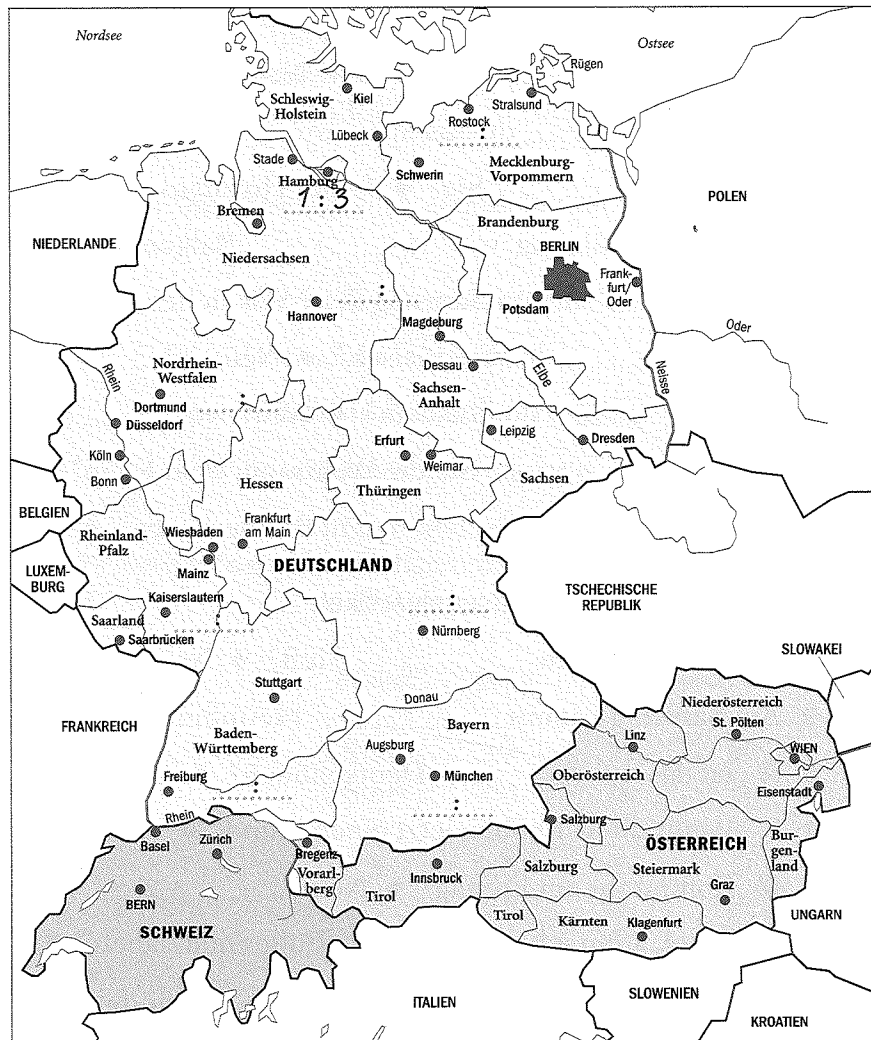 Nordsee
Ostsee
Rügen
Kiel
Stralsund
Schleswig-
Holstein
Rostock
Lübeck
:
Stade
Schwerin
Mecklenburg-
Vorpommern
Hamburg
1 : 3
Bremen
Brandenburg
POLEN
NIEDERLANDE
BERLIN
Niedersachsen
Frank-
furt/
Oder
:
Potsdam
Hannover
Magdeburg
Oder
Rhein
Nordrhein-
Westfalen
Dessau
Elbe
Neisse
Sachsen-
Anhalt
:
Dortmund
Düsseldorf
Leipzig
Dresden
Erfurt
Köln
Weimar
Bonn
Hessen
Thüringen
Sachsen
BELGIEN
Rheinland-
Pfalz
Wiesbaden
Frankfurt
am Main
Mainz
DEUTSCHLAND
LUXEM-
BURG
TSCHECHISCHE
REPUBLIK
Kaiserslautern
:
Saarland
:
Nürnberg
Saarbrücken
SLOWAKEI
Stuttgart
Donau
Niederösterreich
FRANKREICH
Baden-
Württemberg
Bayern
St. Pölten
Linz
Augsburg
WIEN
München
Oberösterreich
Freiburg
:
Eisenstadt
Rhein
:
Salzburg
Basel
Zürich
Bregenz
ÖSTERREICH
Bur-
gen-
land
Vorarl-
berg
Innsbruck
Salzburg
Steiermark
BERN
Tirol
Graz
SCHWEIZ
Tirol
Kärnten
Klagenfurt
UNGARN
ITALIEN
SLOWENIEN
KROATIEN